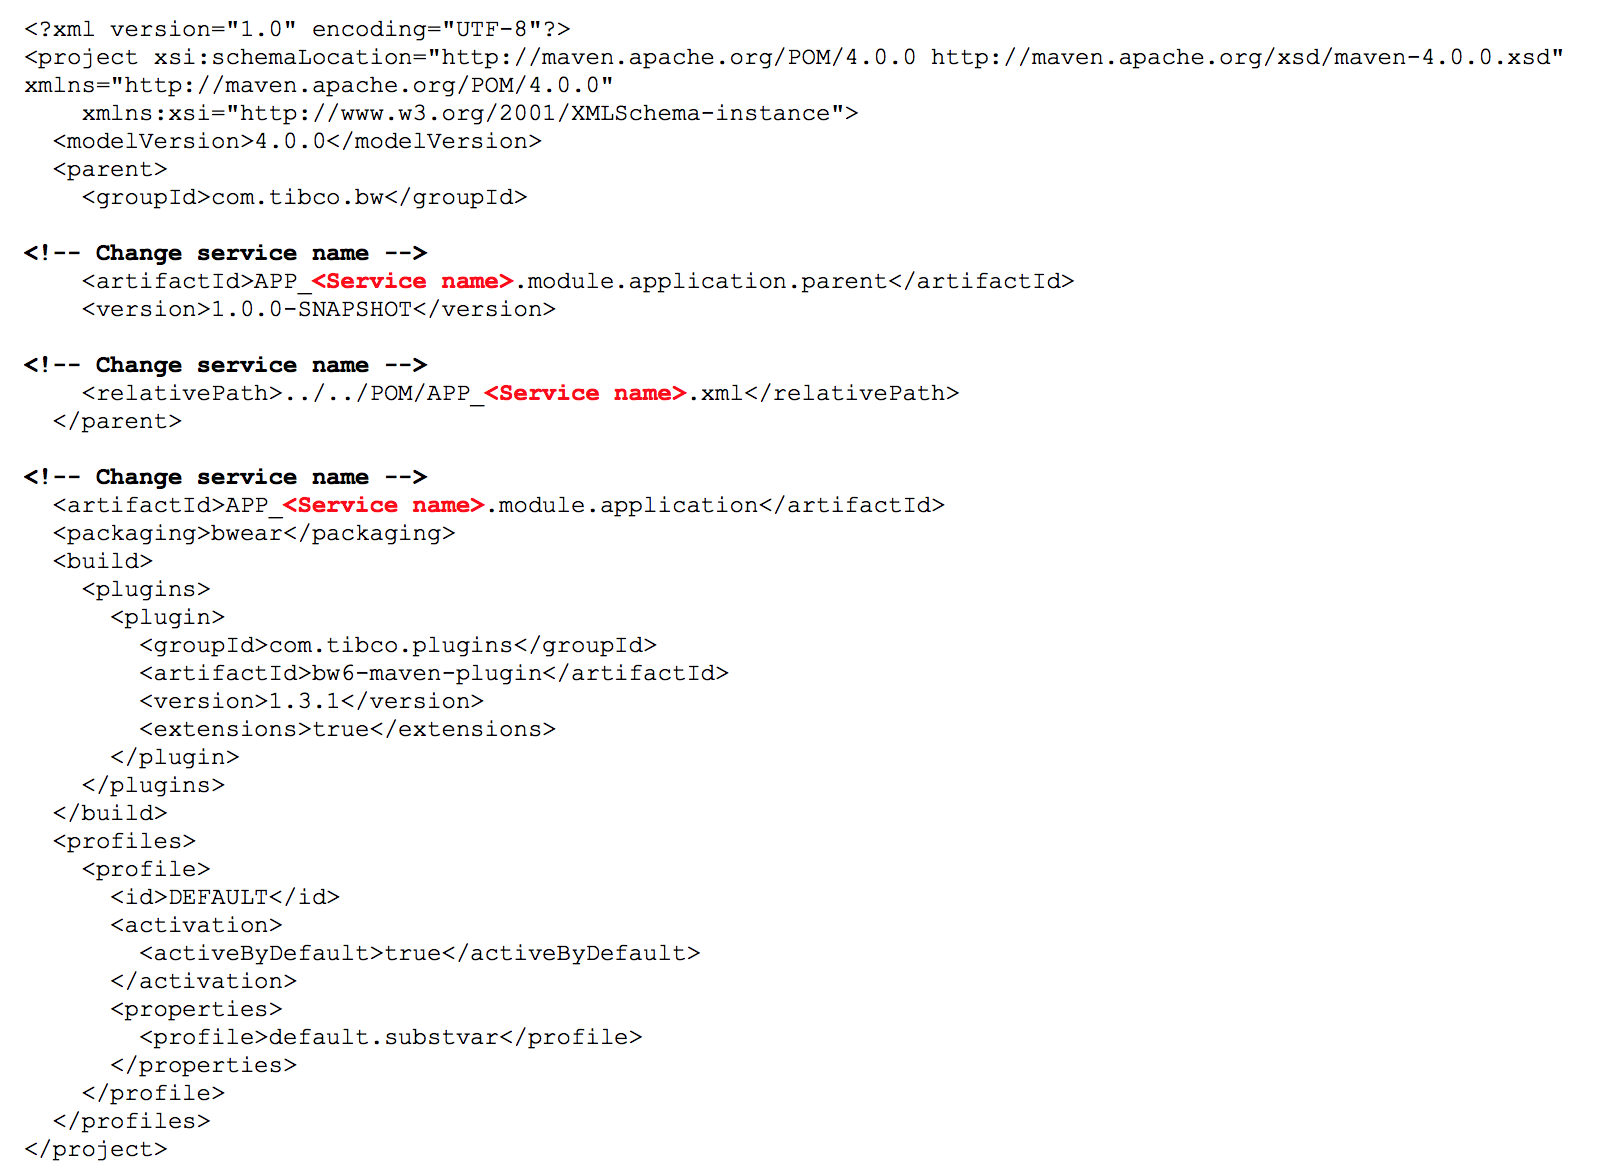 <?xml version="1.0" encoding="UTF-8"?>
<project xsi:schemaLocation="http://maven.apache.org/POM/4.0.0 http://maven.apache.org/xsd/maven-4.0.0.xsd"
xmlns="http://maven.apache.org/POM/4.0.0"
    xmlns:xsi="http://www.w3.org/2001/XMLSchema-instance">
  <modelVersion>4.0.0</modelVersion>
  <parent>
    <groupId>com.tibco.bw</groupId>

<!-- Change service name -->
    <artifactId>APP_<Service name>.module.application.parent</artifactId>
    <version>1.0.0-SNAPSHOT</version>

<!-- Change service name -->
    <relativePath>../../POM/APP_<Service name>.xml</relativePath>
  </parent>

<!-- Change service name -->
  <artifactId>APP_<Service name>.module.application</artifactId>
  <packaging>bwear</packaging>
  <build>
    <plugins>
      <plugin>
        <groupId>com.tibco.plugins</groupId>
        <artifactId>bw6-maven-plugin</artifactId>
        <version>1.3.1</version>
        <extensions>true</extensions>
      </plugin>
    </plugins>
  </build>
  <profiles>
    <profile>
      <id>DEFAULT</id>
      <activation>
        <activeByDefault>true</activeByDefault>
      </activation>
      <properties>
        <profile>default.substvar</profile>
      </properties>
    </profile>
  </profiles>
</project>